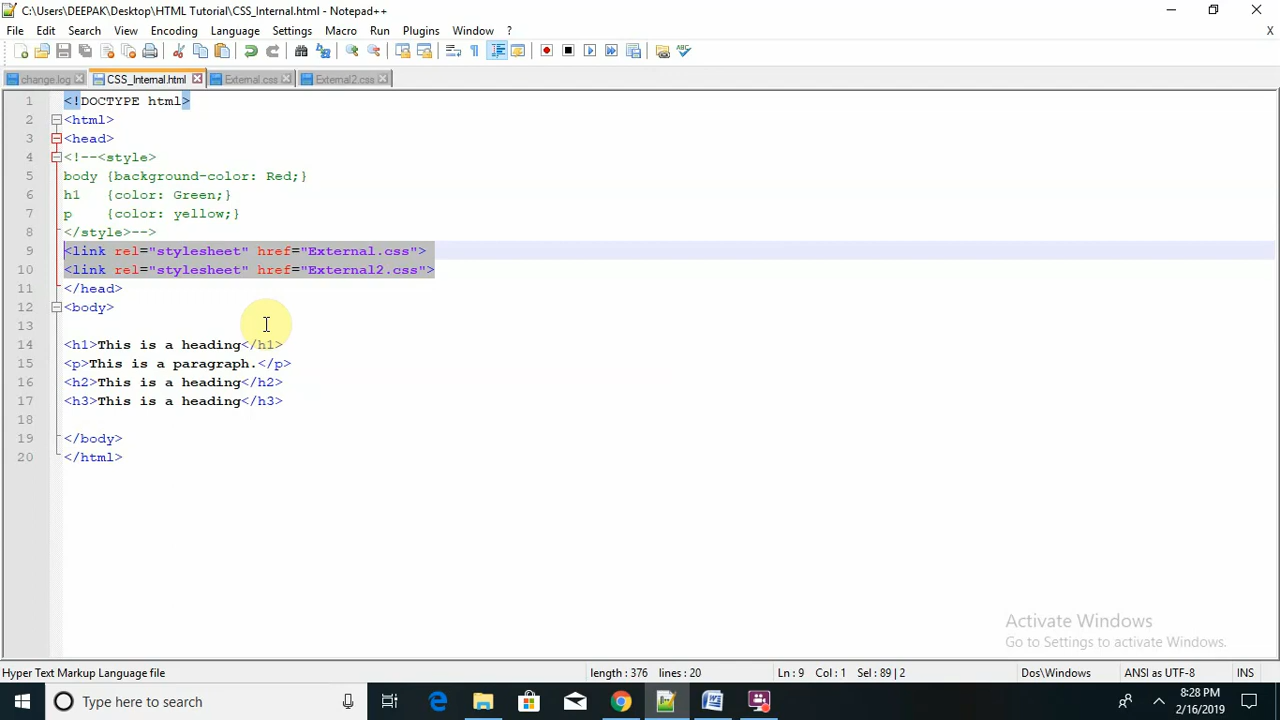 C:\Users\DEEPAK\Desktop\HTML Tutorial\CSS_Internal.html - Notepad++
File Edit Search View Encoding Language Settings Macro Run Plugins Window ? X
change.log CSS_Internal.html External.css External2.css
1 <!DOCTYPE html>
2 <html>
3 <head>
4 <!--<style>
5 body {background-color: Red;}
6 h1 {color: Green;}
7 p {color: yellow;}
8 </style>-->
9 <link rel="stylesheet" href="External.css">
10 <link rel="stylesheet" href="External2.css">
11 </head>
12 <body>
13
14 <h1>This is a heading</h1>
15 <p>This is a paragraph.</p>
16 <h2>This is a heading</h2>
17 <h3>This is a heading</h3>
18
19 </body>
20 </html>
Activate Windows
Go to Settings to activate Windows.
Hyper Text Markup Language file length : 376 lines : 20 Ln : 9 Col : 1 Sel : 89 | 2 Dos\Windows ANSI as UTF-8 INS
Type here to search
8:28 PM
2/16/2019